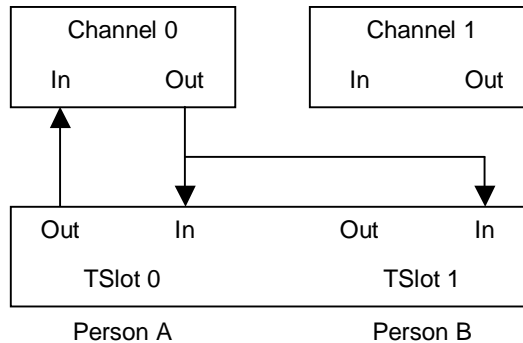 Channel 0 Channel 1
In Out In Out
Out In Out In
TSlot 0 TSlot 1
Person A Person B